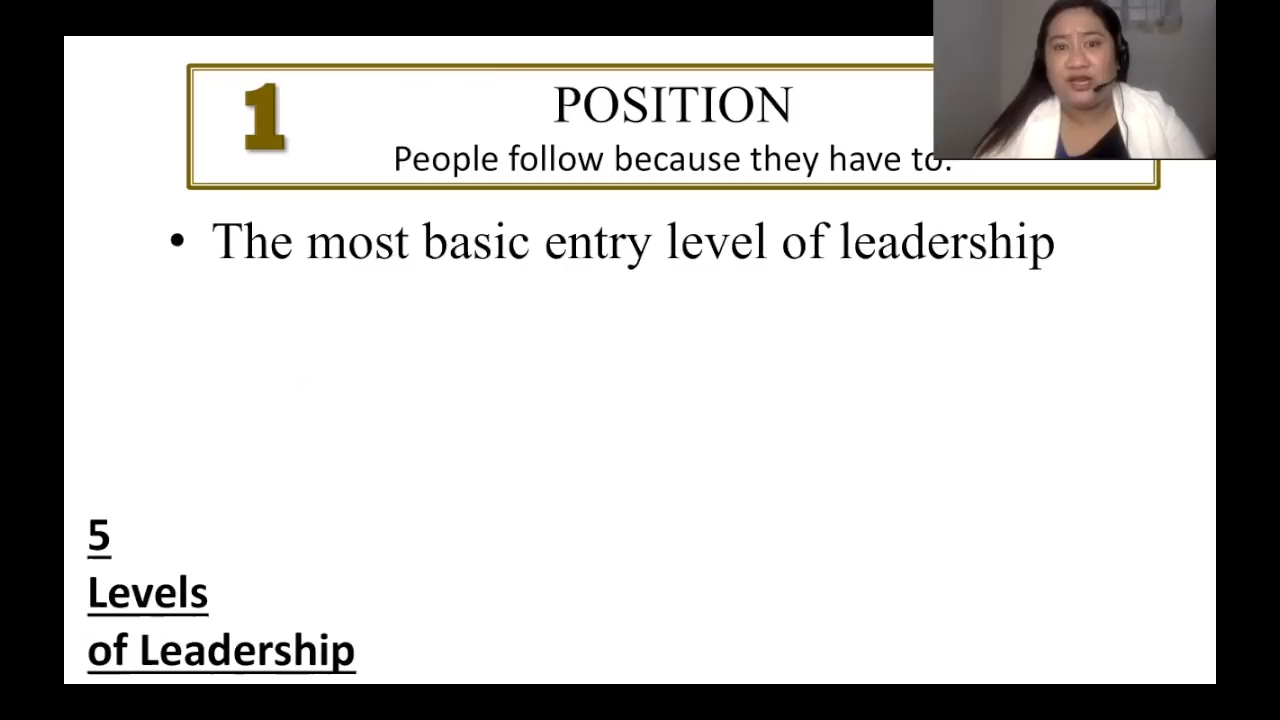 1
POSITION
People follow because they have to.
• The most basic entry level of leadership
5
Levels
of Leadership